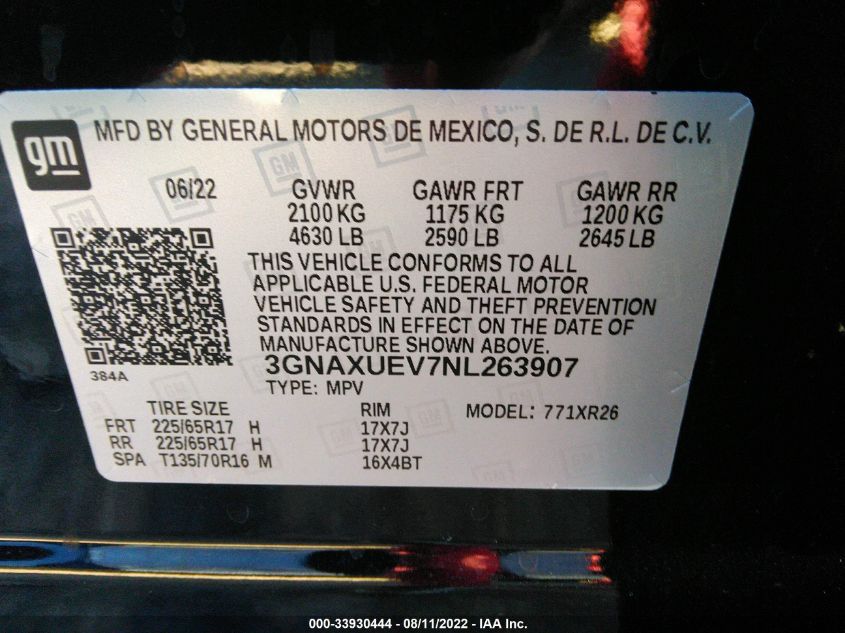 gm MFD BY GENERAL MOTORS DE MEXICO, S. DE R.L. DE C.V.
06/22 GVWR GAWR FRT GAWR RR
2100 KG 1175 KG 1200 KG
4630 LB 2590 LB 2645 LB
THIS VEHICLE CONFORMS TO ALL
APPLICABLE U.S. FEDERAL MOTOR
VEHICLE SAFETY AND THEFT PREVENTION
STANDARDS IN EFFECT ON THE DATE OF
MANUFACTURE SHOWN ABOVE.
384A 3GNAXUEV7NL263907
TYPE: MPV
TIRE SIZE RIM MODEL: 771XR26
FRT 225/65R17 H 17X7J
RR 225/65R17 H 17X7J
SPA T135/70R16 M 16X4BT
000-33930444 - 08/11/2022 - IAA Inc.